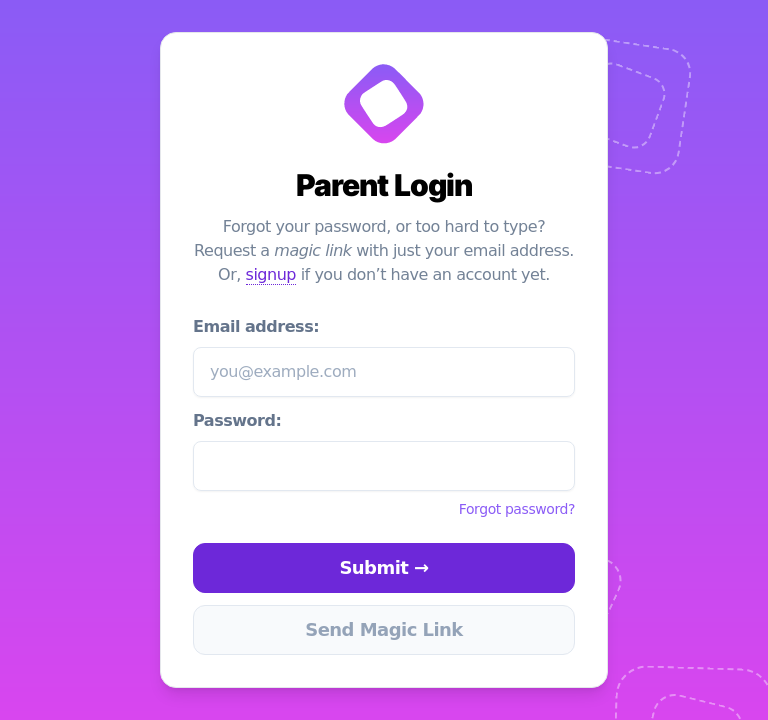 Parent Login
Forgot your password, or too hard to type?
Request a magic link with just your email address.
Or, signup if you don’t have an account yet.
Email address:
you@example.com
Password:
Forgot password?
Submit →
Send Magic Link